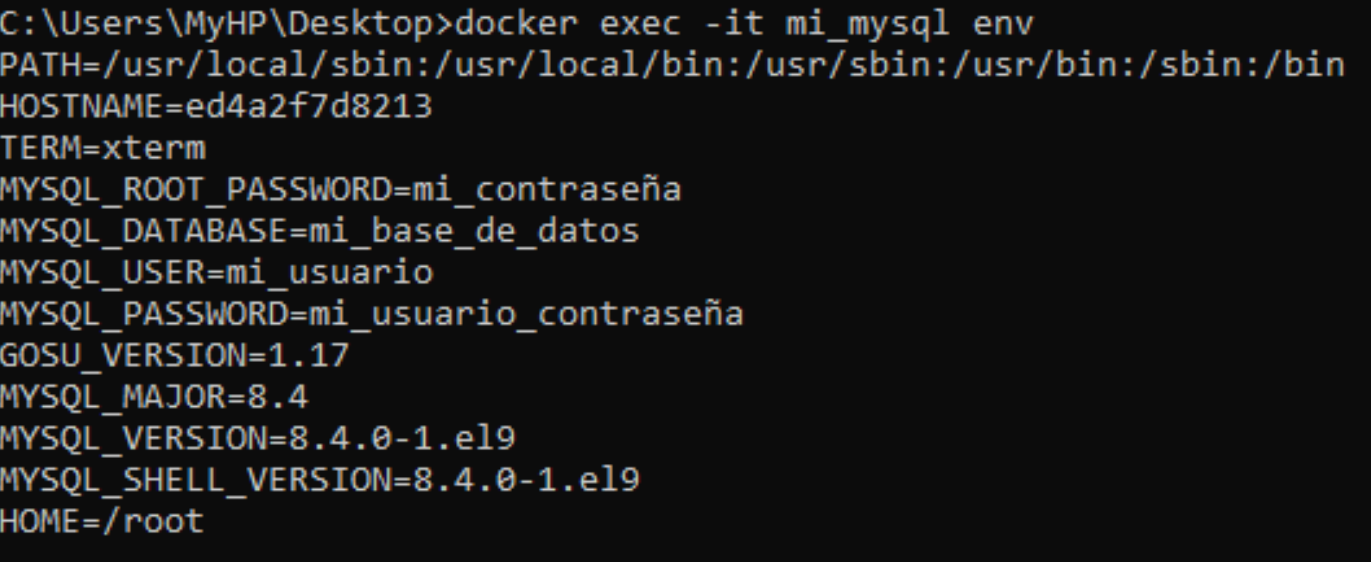 C:\Users\MyHP\Desktop>docker exec -it mi_mysql env
PATH=/usr/local/sbin:/usr/local/bin:/usr/sbin:/usr/bin:/sbin:/bin
HOSTNAME=ed4a2f7d8213
TERM=xterm
MYSQL_ROOT_PASSWORD=mi_contraseña
MYSQL_DATABASE=mi_base_de_datos
MYSQL_USER=mi_usuario
MYSQL_PASSWORD=mi_usuario_contraseña
GOSU_VERSION=1.17
MYSQL_MAJOR=8.4
MYSQL_VERSION=8.4.0-1.el9
MYSQL_SHELL_VERSION=8.4.0-1.el9
HOME=/root